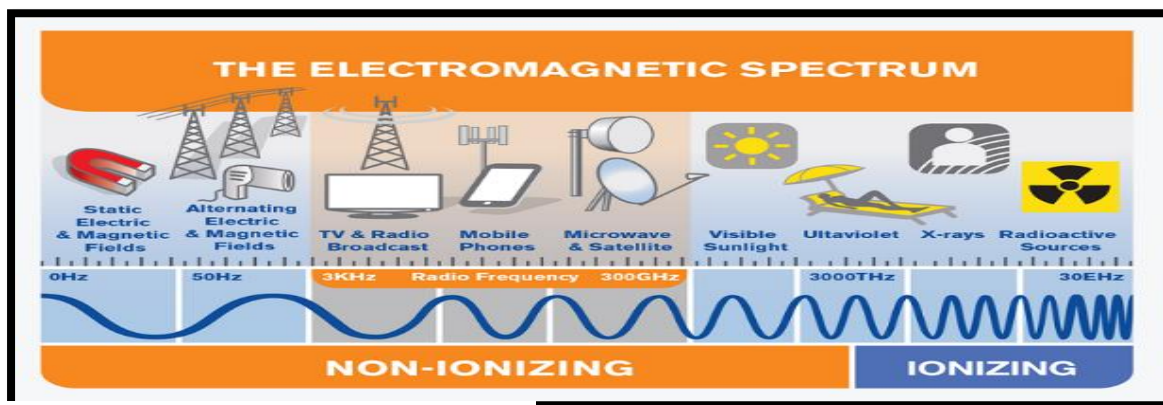 THE ELECTROMAGNETIC SPECTRUM
Static
Electric
& Magnetic
Fields
Alternating
Electric
& Magnetic
Fields
TV & Radio
Broadcast
Mobile
Phones
Microwave
& Satellite
Visible
Sunlight
Ultaviolet
X-rays
Radioactive
Sources
0Hz
50Hz
3KHz
Radio Frequency
300GHz
3000THz
30EHz
NON-IONIZING
IONIZING